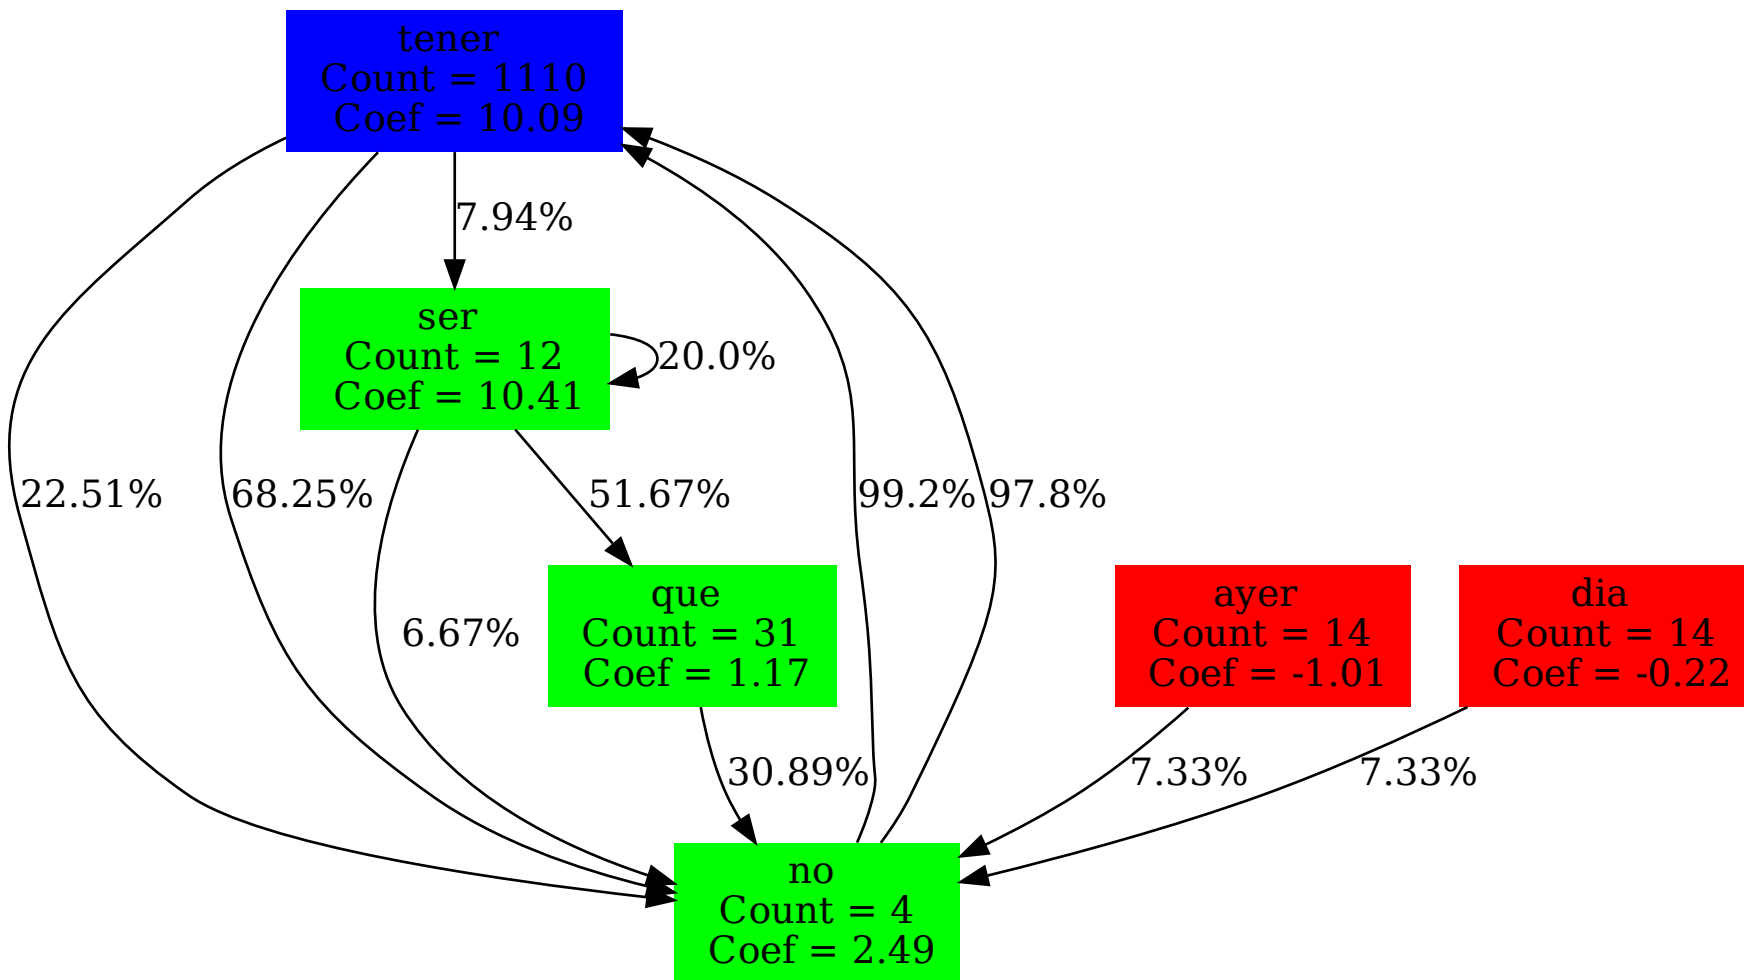 tener
Count = 1110
Coef = 10.09
7.94%
ser
Count = 12
Coef = 10.41
20.0%
22.51%
68.25%
51.67%
99.2%
97.8%
6.67%
que
Count = 31
Coef = 1.17
ayer
Count = 14
Coef = -1.01
dia
Count = 14
Coef = -0.22
30.89%
7.33%
7.33%
no
Count = 4
Coef = 2.49